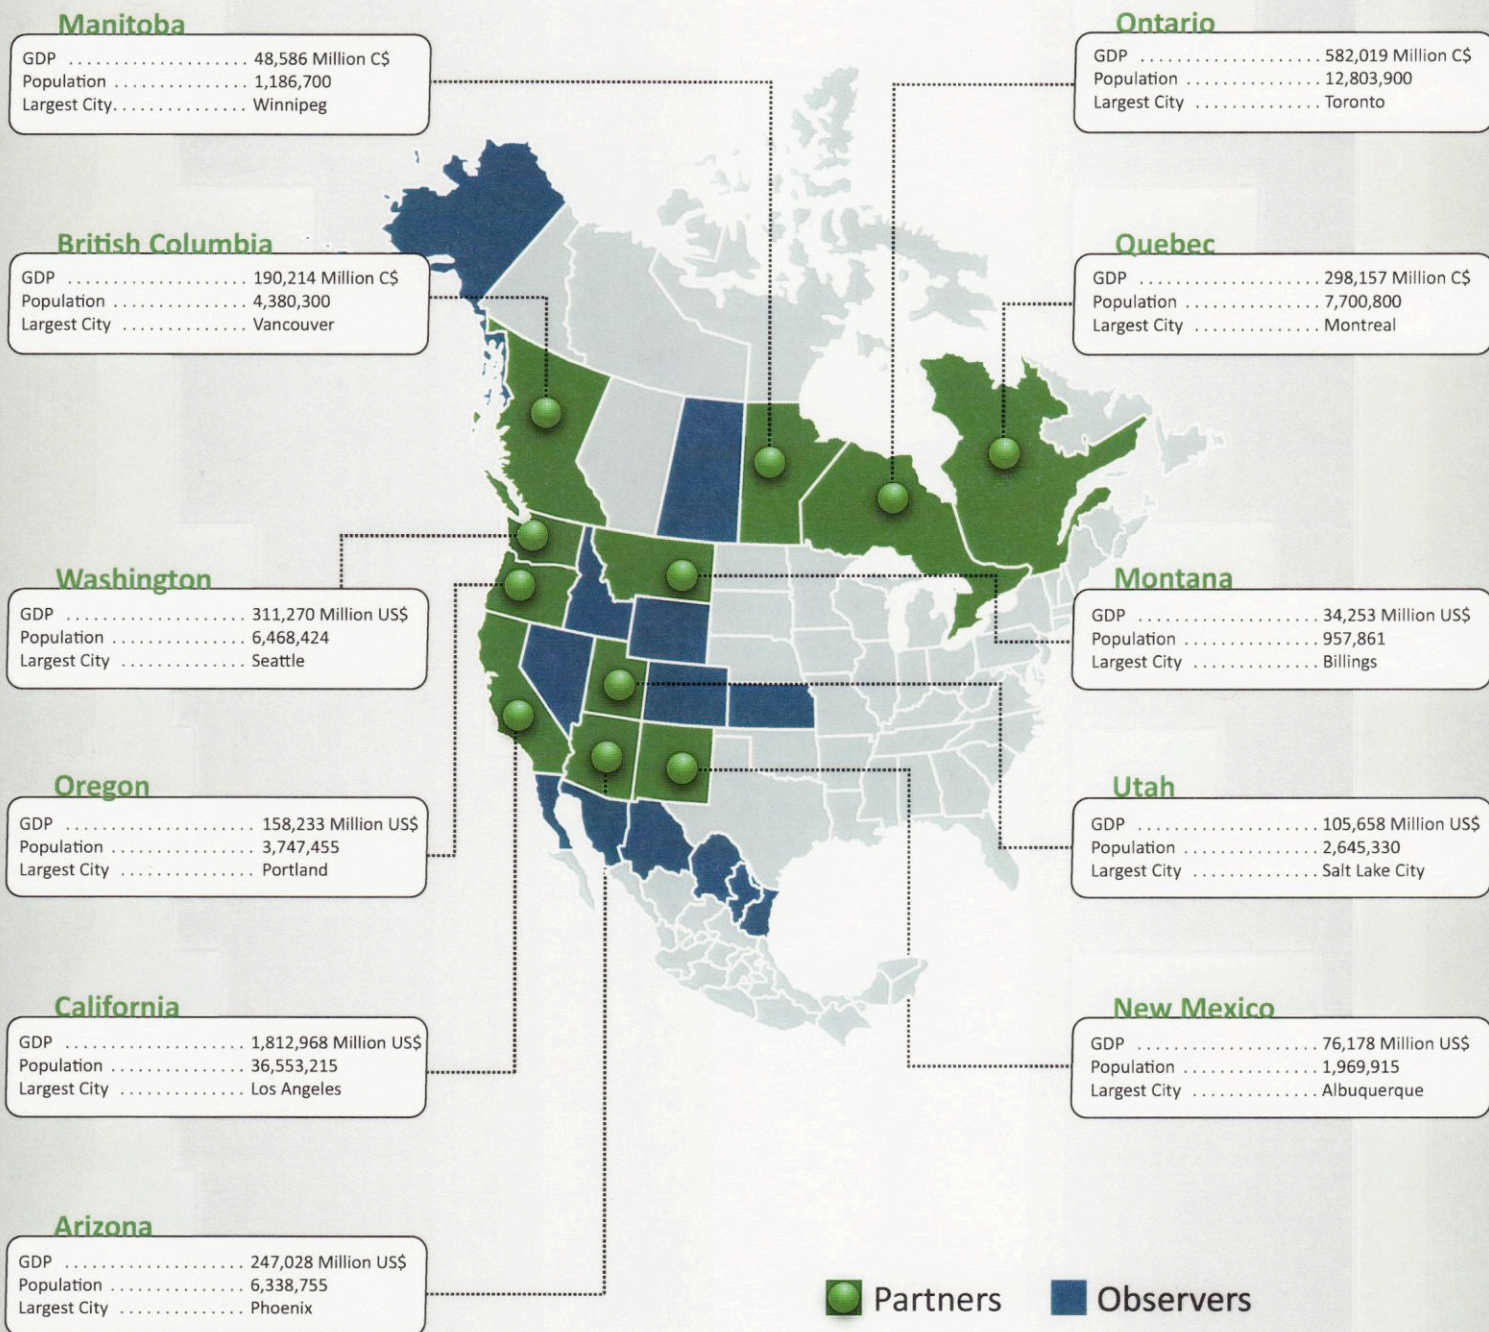 Manitoba
GDP .................... 48,586 Million C$
Population ............... 1,186,700
Largest City............... Winnipeg
British Columbia
GDP .................... 190,214 Million C$
Population ............... 4,380,300
Largest City .............. Vancouver
Washington
GDP .................... 311,270 Million US$
Population ............... 6,468,424
Largest City .............. Seattle
Oregon
GDP ..................... 158,233 Million US$
Population ................ 3,747,455
Largest City ............... Portland
California
GDP .................... 1,812,968 Million US$
Population ............... 36,553,215
Largest City .............. Los Angeles
Arizona
GDP .................... 247,028 Million US$
Population ............... 6,338,755
Largest City .............. Phoenix
Ontario
GDP .................... 582,019 Million C$
Population ............... 12,803,900
Largest City .............. Toronto
Quebec
GDP .................... 298,157 Million C$
Population ............... 7,700,800
Largest City .............. Montreal
Montana
GDP .................... 34,253 Million US$
Population ............... 957,861
Largest City .............. Billings
Utah
GDP .................... 105,658 Million US$
Population ............... 2,645,330
Largest City .............. Salt Lake City
New Mexico
GDP .................... 76,178 Million US$
Population ............... 1,969,915
Largest City .............. Albuquerque
Partners
Observers